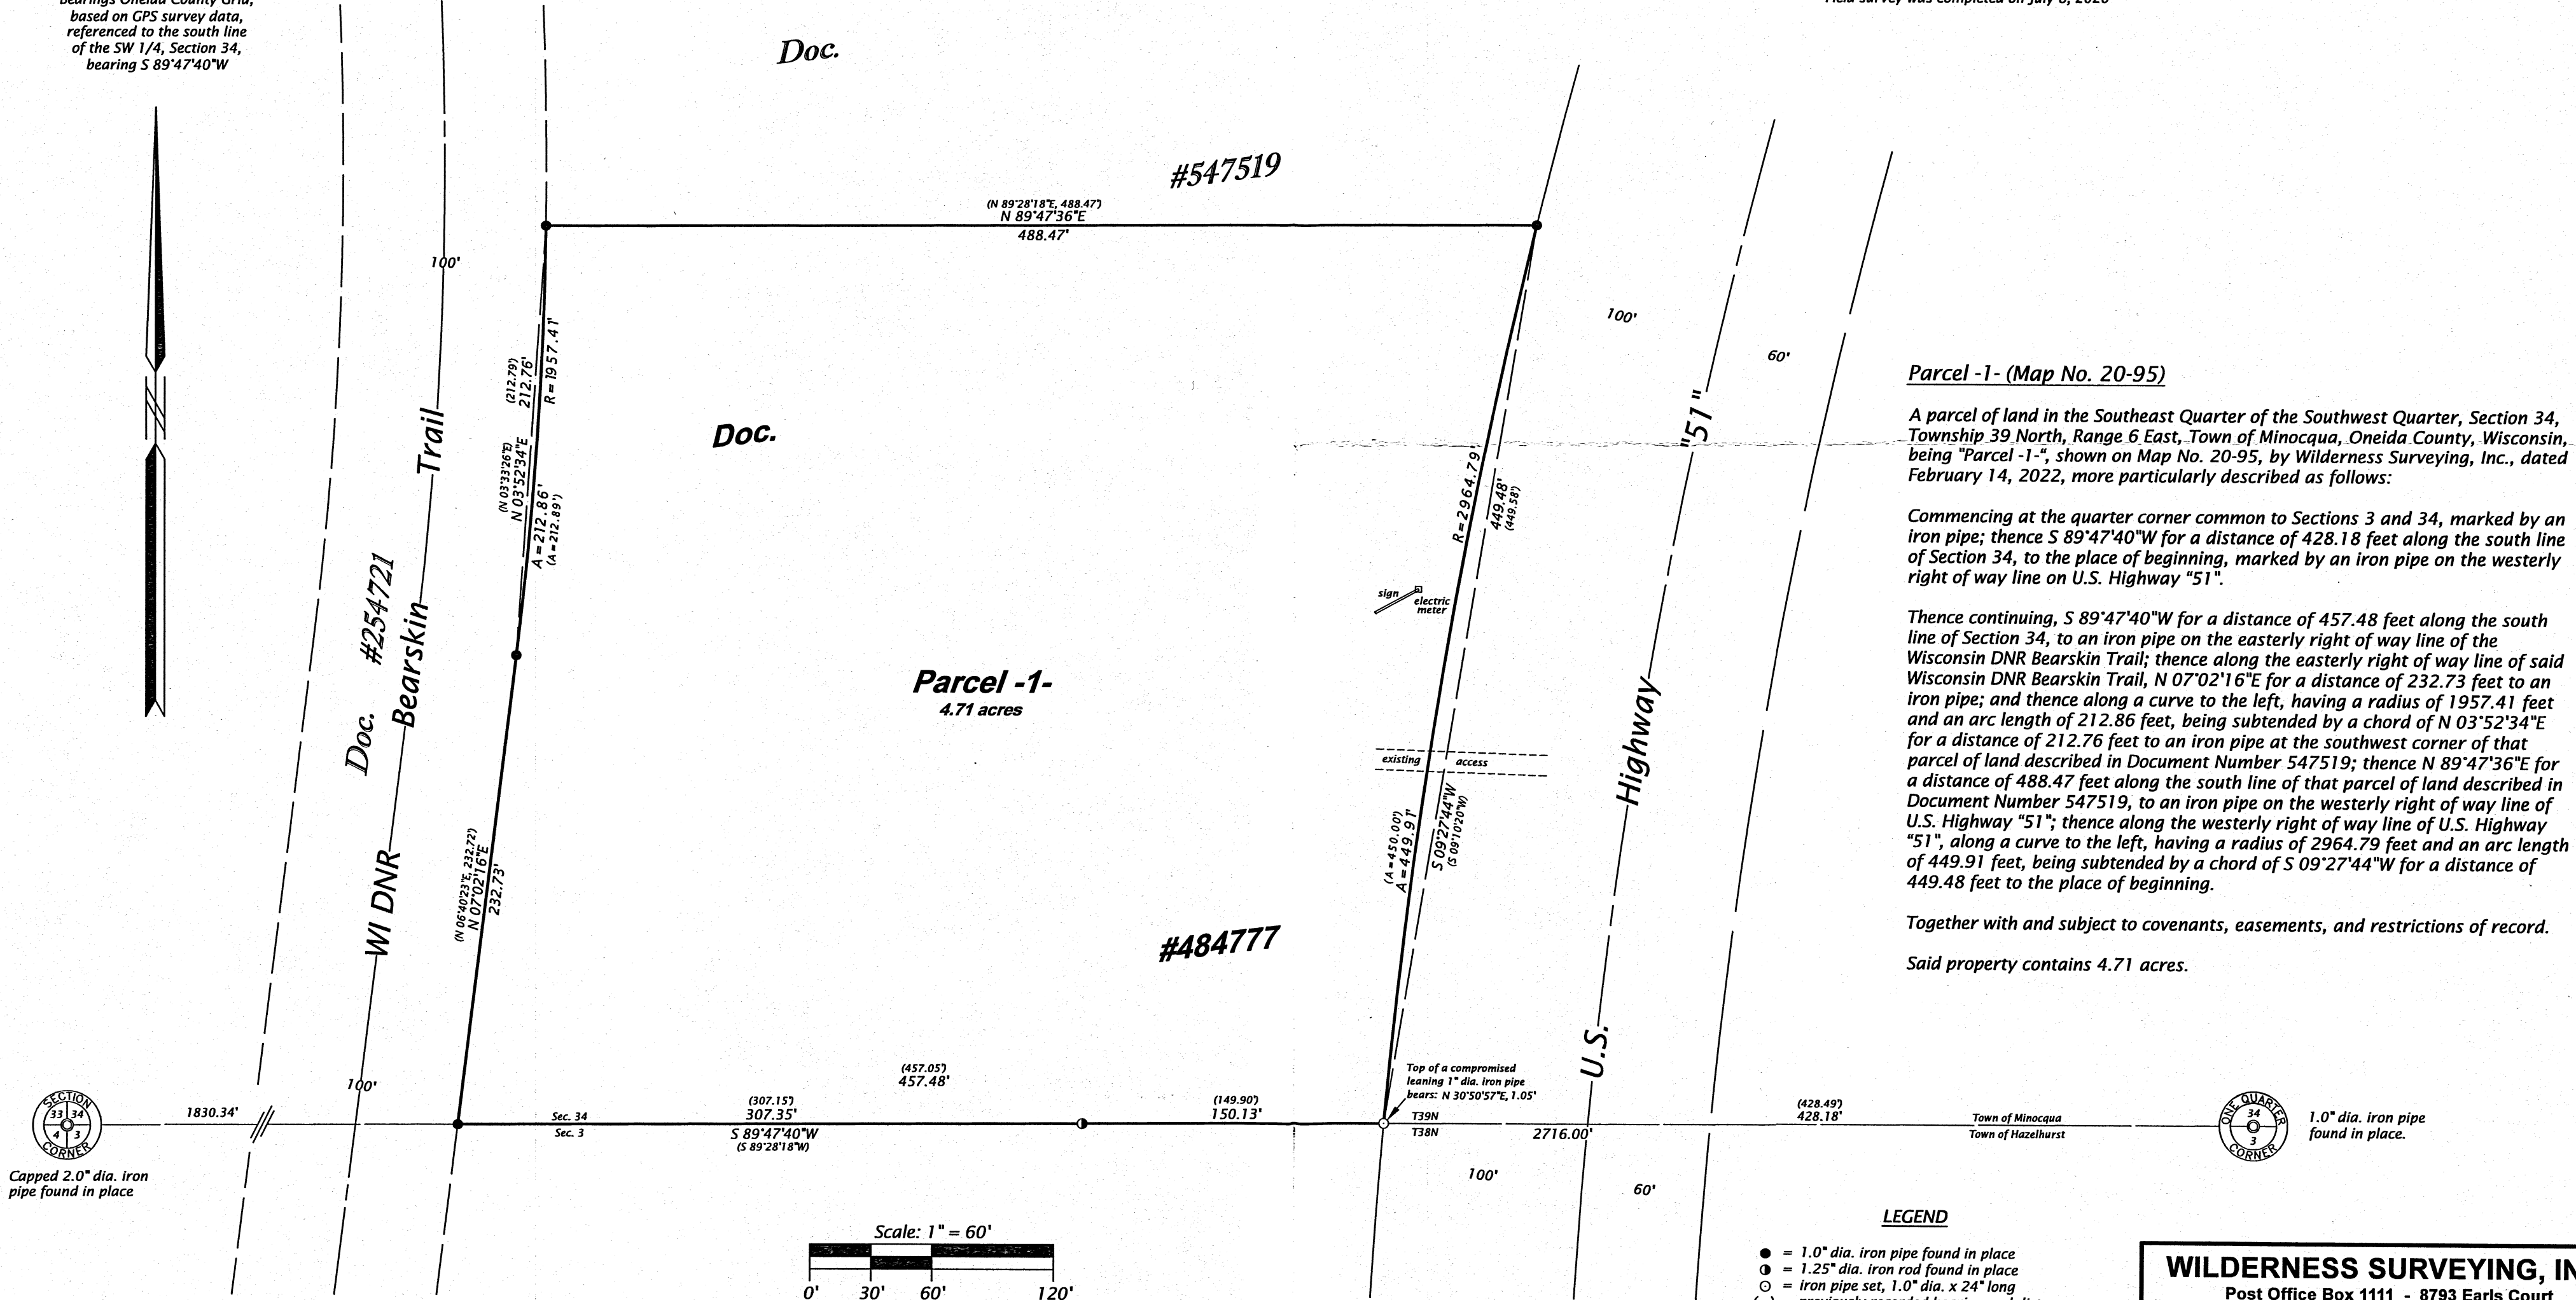 Bearings Oneida County Grid,
based on GPS survey data,
referenced to the south line
of the SW 1/4, Section 34,
bearing S 89°47'40"W
Field survey was completed on July 8, 2020
Doc.
#547519
(N 89°28'18"E, 488.47')
N 89°47'36"E
488.47'
100'
100'
60'
(212.79')
212.76'
R=1957.41'
(N 03°33'26"E)
N 03°52'34"E
A=212.86'
(A=212.89')
Doc.
R=2964.79'
449.48'
(449.58')
"51"
Highway
U.S.
Trail
Bearskin
WI DNR
Doc. #254721
sign
electric
meter
Parcel -1-
4.71 acres
existing access
(A=450.00')
A=449.91'
S 09°27'44"W
(S 09°10'20"W)
(N 06°40'23"E, 232.72')
N 07°02'16"E
232.73'
#484777
Parcel -1- (Map No. 20-95)
A parcel of land in the Southeast Quarter of the Southwest Quarter, Section 34,
Township 39 North, Range 6 East, Town of Minocqua, Oneida County, Wisconsin,
being "Parcel -1-", shown on Map No. 20-95, by Wilderness Surveying, Inc., dated
February 14, 2022, more particularly described as follows:
Commencing at the quarter corner common to Sections 3 and 34, marked by an
iron pipe; thence S 89°47'40"W for a distance of 428.18 feet along the south line
of Section 34, to the place of beginning, marked by an iron pipe on the westerly
right of way line on U.S. Highway "51".
Thence continuing, S 89°47'40"W for a distance of 457.48 feet along the south
line of Section 34, to an iron pipe on the easterly right of way line of the
Wisconsin DNR Bearskin Trail; thence along the easterly right of way line of said
Wisconsin DNR Bearskin Trail, N 07°02'16"E for a distance of 232.73 feet to an
iron pipe; and thence along a curve to the left, having a radius of 1957.41 feet
and an arc length of 212.86 feet, being subtended by a chord of N 03°52'34"E
for a distance of 212.76 feet to an iron pipe at the southwest corner of that
parcel of land described in Document Number 547519; thence N 89°47'36"E for
a distance of 488.47 feet along the south line of that parcel of land described in
Document Number 547519, to an iron pipe on the westerly right of way line of
U.S. Highway "51"; thence along the westerly right of way line of U.S. Highway
"51", along a curve to the left, having a radius of 2964.79 feet and an arc length
of 449.91 feet, being subtended by a chord of S 09°27'44"W for a distance of
449.48 feet to the place of beginning.
Together with and subject to covenants, easements, and restrictions of record.
Said property contains 4.71 acres.
SECTION
33 34
4 3
CORNER
Capped 2.0" dia. iron
pipe found in place
1830.34'
100'
Sec. 34
Sec. 3
(457.05')
457.48'
(307.15')
307.35'
S 89°47'40"W
(S 89°28'18"W)
(149.90')
150.13'
Top of a compromised
leaning 1" dia. iron pipe
bears: N 30°50'57"E, 1.05'
T39N
T38N
2716.00'
(428.49')
428.18'
Town of Minocqua
Town of Hazelhurst
ONE QUARTER
34
3
CORNER
1.0" dia. iron pipe
found in place.
100'
60'
Scale: 1" = 60'
0' 30' 60' 120'
LEGEND
= 1.0" dia. iron pipe found in place
= 1.25" dia. iron rod found in place
= iron pipe set, 1.0" dia. x 24" long
WILDERNESS SURVEYING, IN
Post Office Box 1111 - 8793 Earls Court